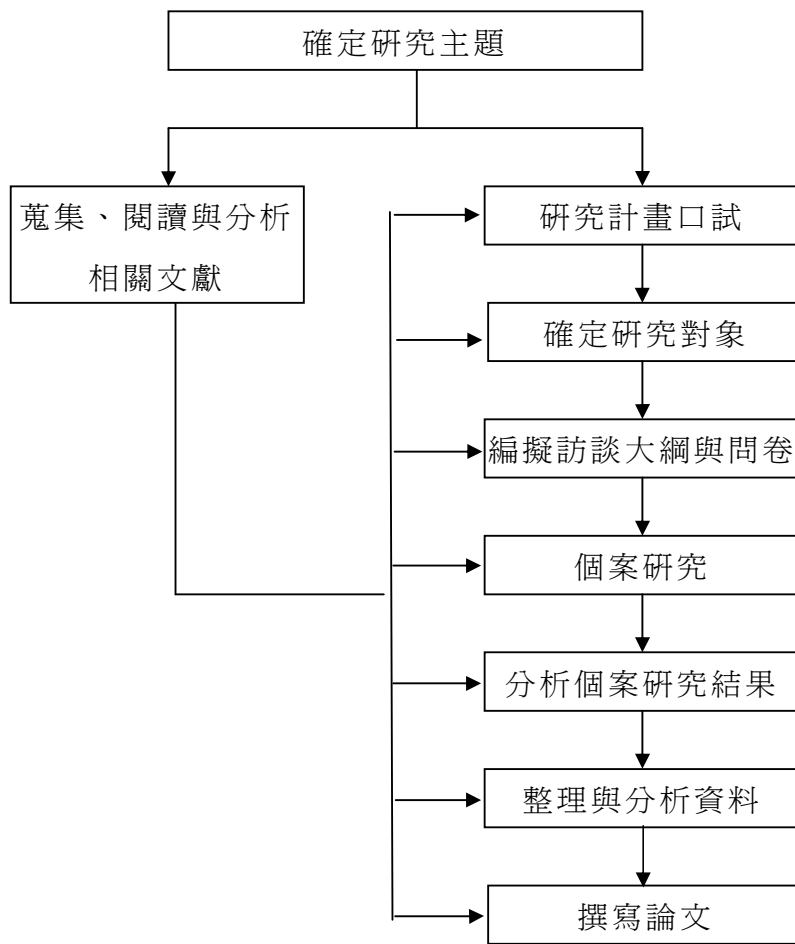 確定研究主題
蒐集、閱讀與分析
相關文獻
研究計畫口試
確定研究對象
編擬訪談大綱與問卷
個案研究
分析個案研究結果
整理與分析資料
撰寫論文